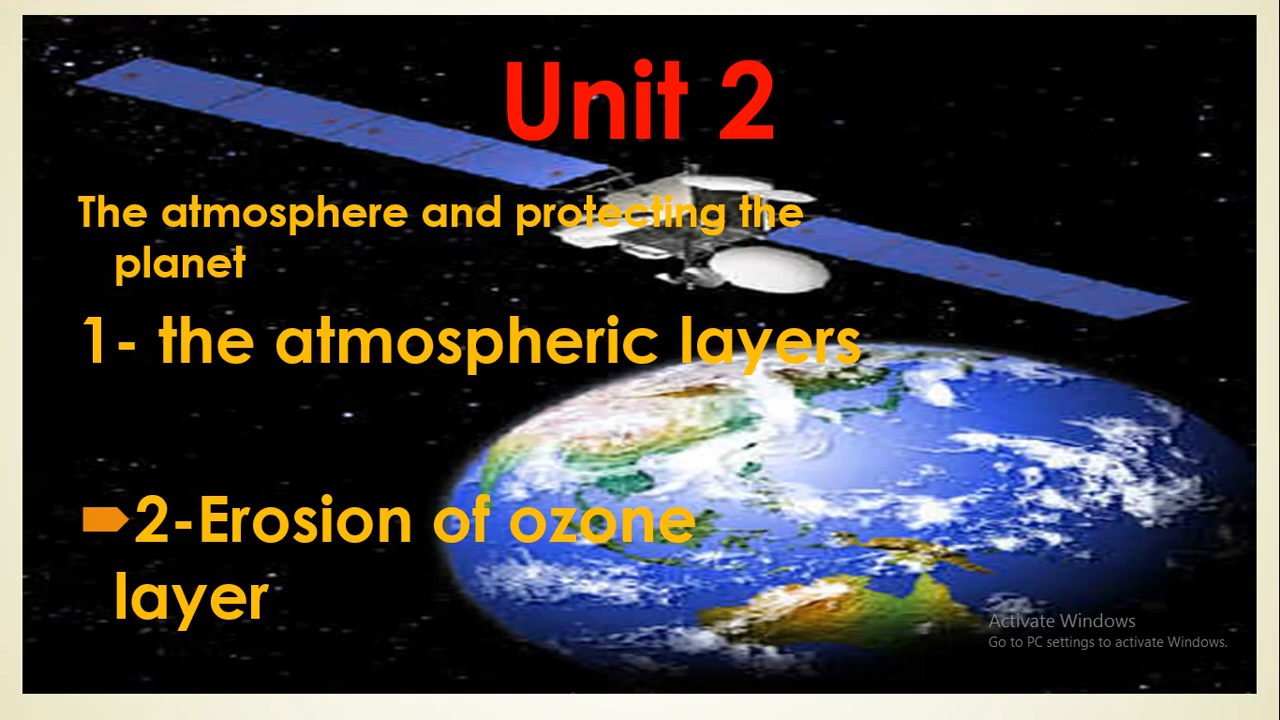 Unit 2
The atmosphere and protecting the
planet
1- the atmospheric layers
2-Erosion of ozone
layer
Activate Windows
Go to PC settings to activate Windows.